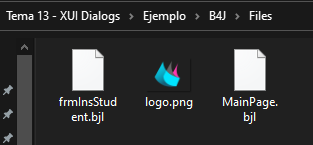 Tema 13 - XUI Dialogs > Ejemplo > B4J > Files
frmInsStud
ent.bjl
logo.png
MainPage.
bjl